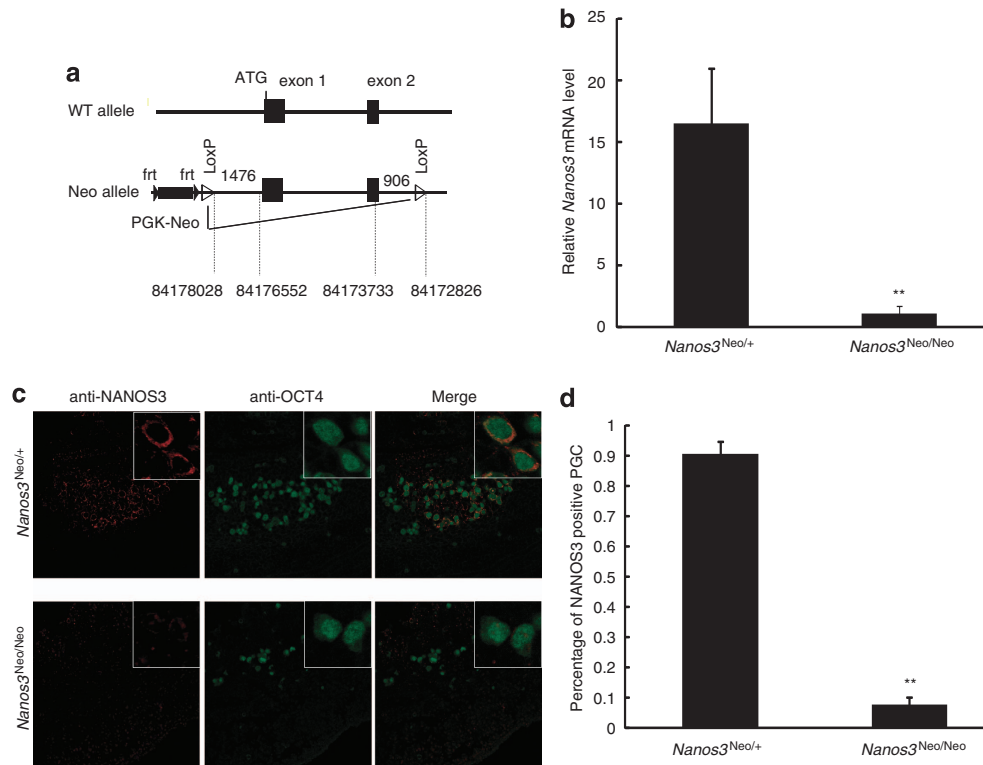 a
ATG
exon 1
exon 2
WT allele
frt
frt
LoxP
1476
906
LoxP
Neo allele
PGK-Neo
84178028
84176552
84173733
84172826
b
Relative Nanos3 mRNA level
25
20
15
10
5
0
**
Nanos3Neo/+
Nanos3Neo/Neo
c
anti-NANOS3
anti-OCT4
Merge
Nanos3Neo/+
Nanos3Neo/Neo
d
Percentage of NANOS3 positive PGC
1
0.9
0.8
0.7
0.6
0.5
0.4
0.3
0.2
0.1
0
**
Nanos3Neo/+
Nanos3Neo/Neo